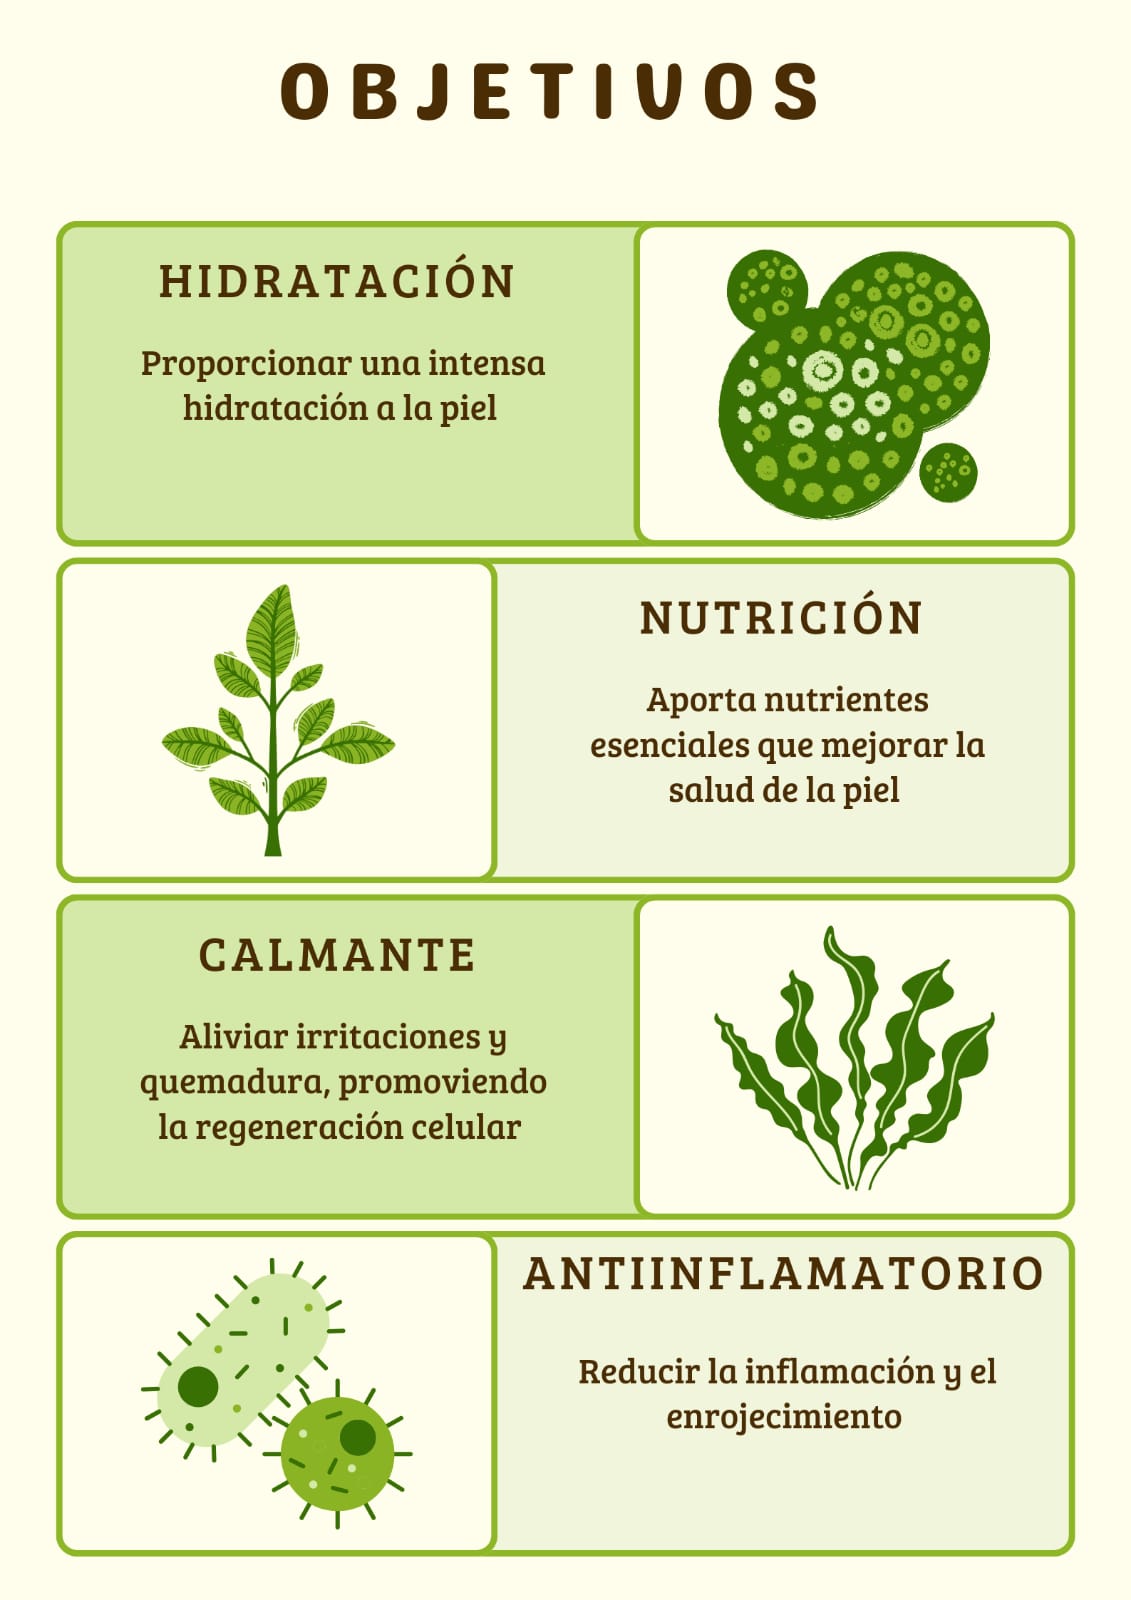 OBJETIVOS
HIDRATACIÓN
Proporcionar una intensa
hidratación a la piel
NUTRICIÓN
Aporta nutrientes
esenciales que mejorar la
salud de la piel
CALMANTE
Aliviar irritaciones y
quemadura, promoviendo
la regeneración celular
ANTIINFLAMATORIO
Reducir la inflamación y el
enrojecimiento